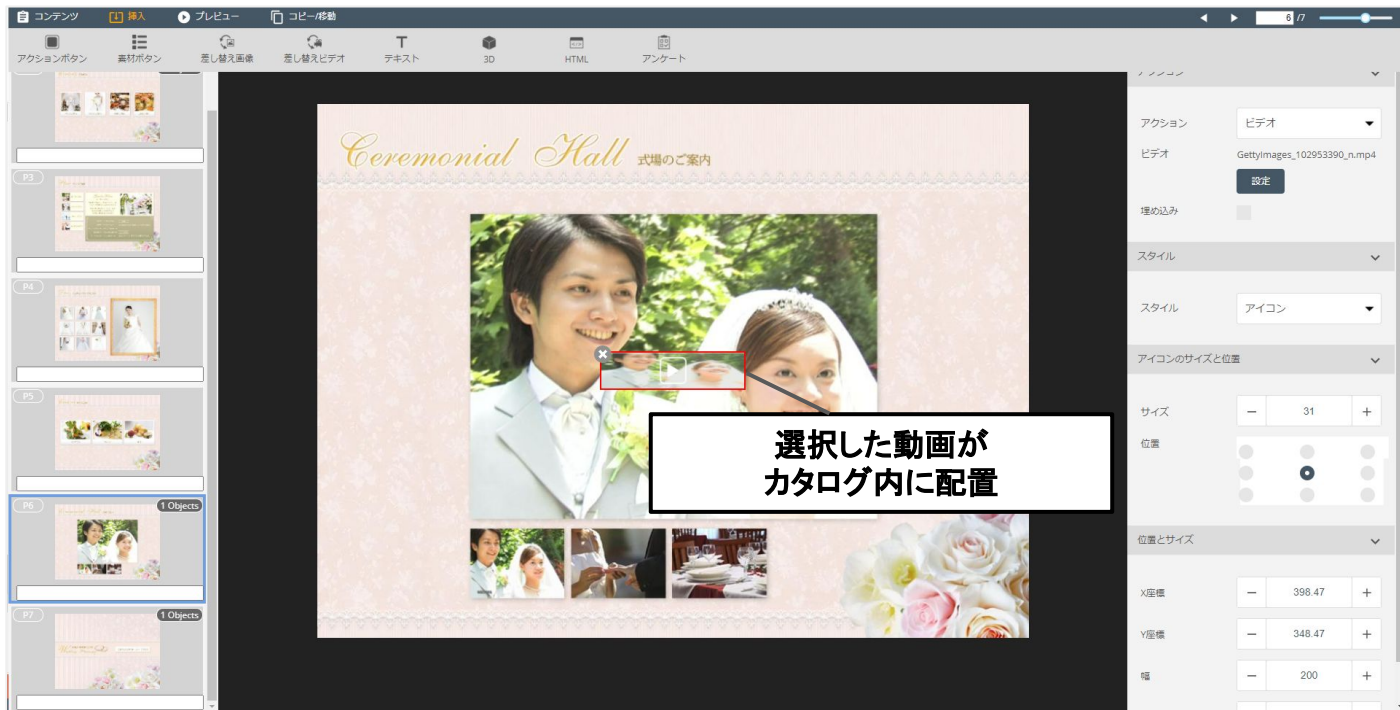 コンテンツ
挿入
プレビュー
コピー/移動
6 /7
アクションボタン
素材ボタン
差し替え画像
差し替えビデオ
テキスト
3D
HTML
アンケート
P3
P4
P5
P6
1 Objects
P7
1 Objects
Ceremonial Hall 式場のご案内
選択した動画が
カタログ内に配置
アクション
アクション
ビデオ
ビデオ
GettyImages_102953390_n.mp4
設定
埋め込み
スタイル
スタイル
アイコン
アイコンのサイズと位置
サイズ
31
位置
位置とサイズ
X座標
398.47
Y座標
348.47
幅
200